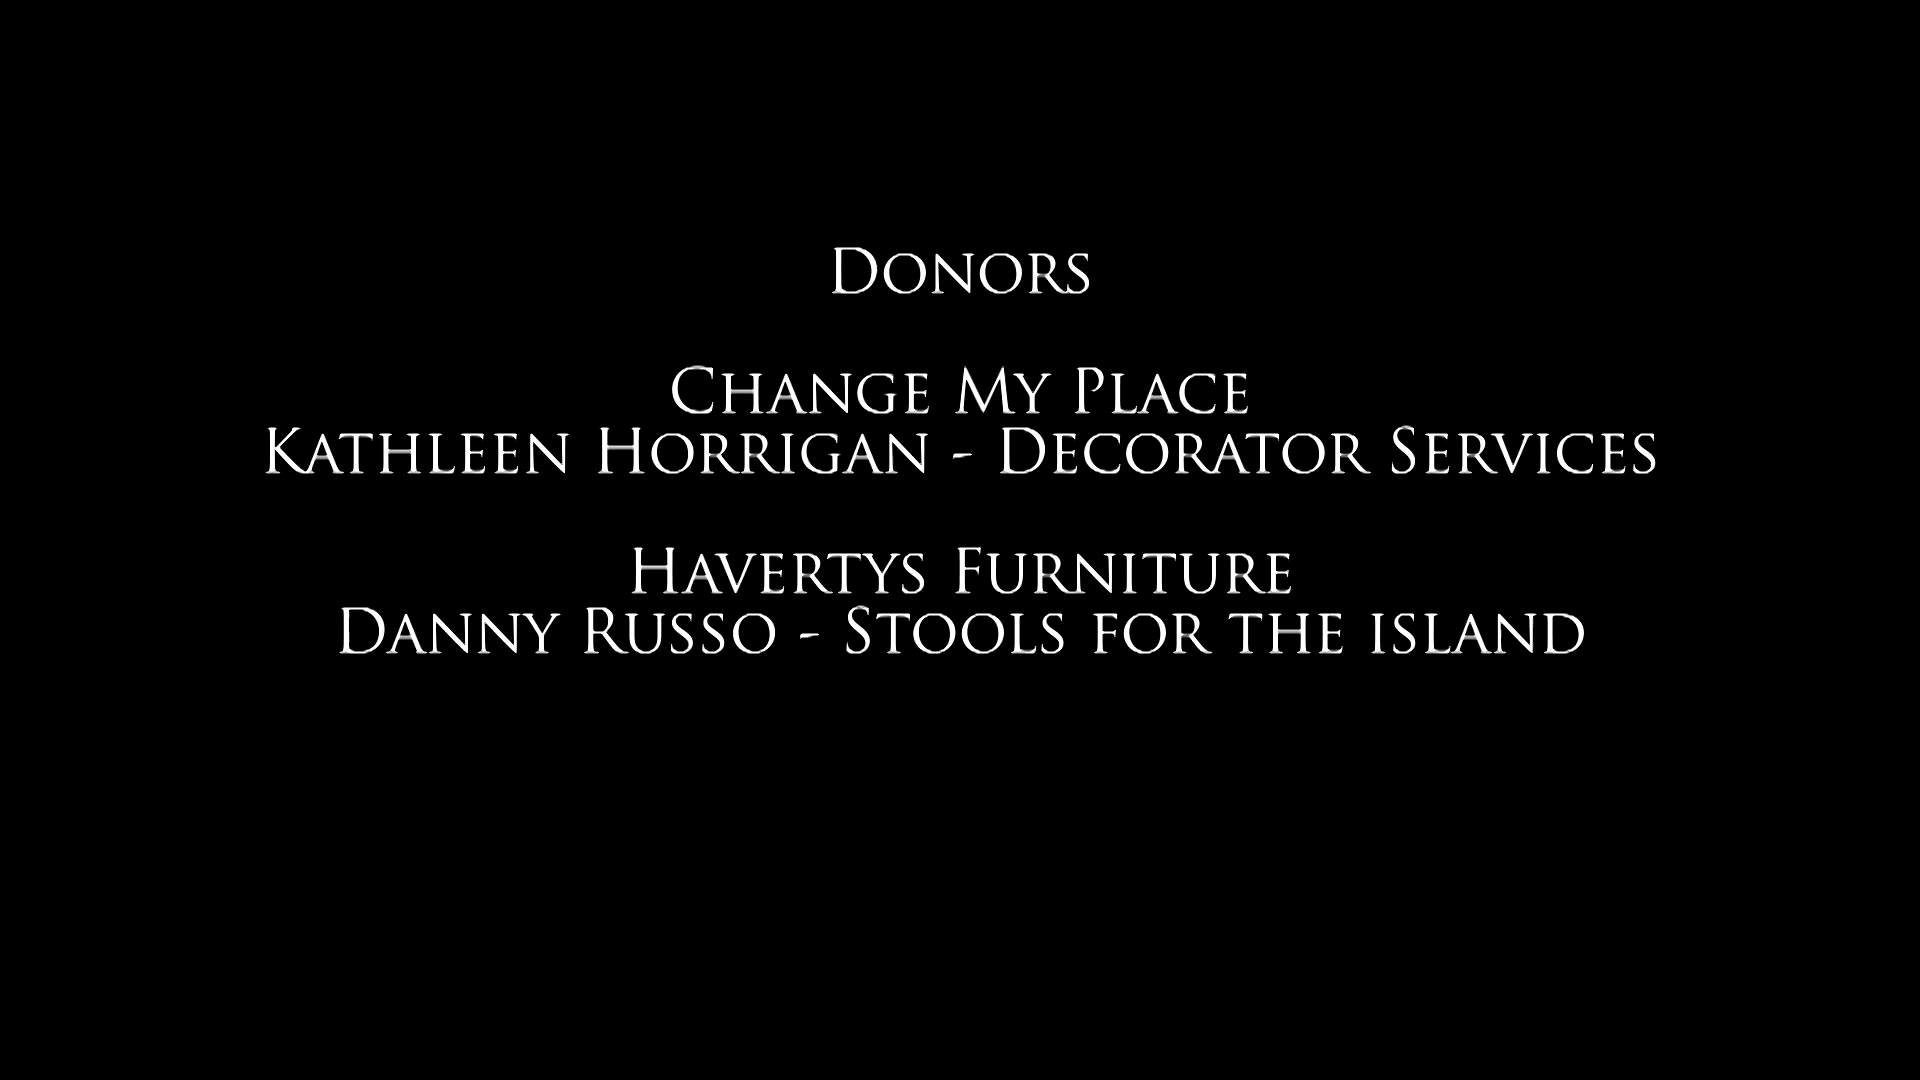 Donors
Change My Place
Kathleen Horrigan - Decorator Services
Havertys Furniture
Danny Russo - Stools for the island